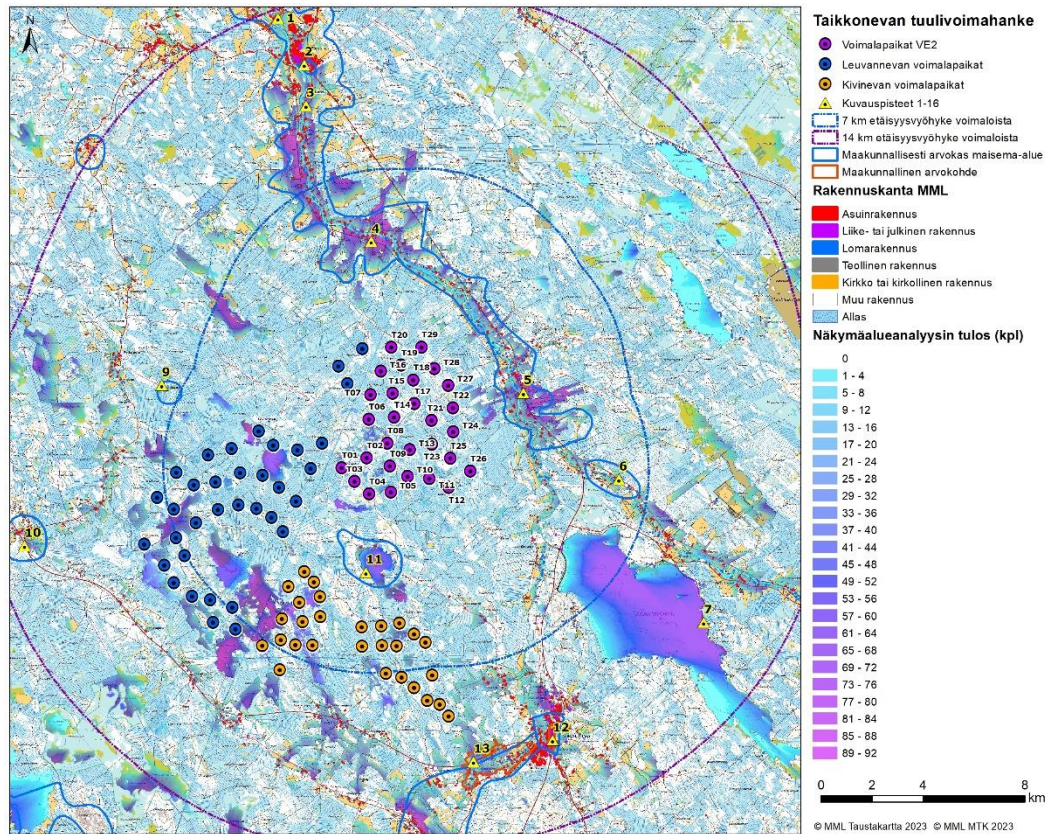 N
1
2
3
4
5
6
7
9
10
11
12
13
T20
T29
T19
T16
T18
T28
T15
T17
T27
T07
T14
T22
T06
T21
T08
T24
T02
T13
T25
T01
T09
T23
T03
T10
T26
T04
T05
T11
T12
Taikkonevan tuulivoimahanke
Voimalapaikat VE2
Leuvannevan voimalapaikat
Kivinevan voimalapaikat
Kuvauspisteet 1-16
7 km etäisyysvyöhyke voimaloista
14 km etäisyysvyöhyke voimaloista
Maakunnallisesti arvokas maisema-alue
Maakunnallinen arvokohde
Rakennuskanta MML
Asuinrakennus
Liike- tai julkinen rakennus
Lomarakennus
Teollinen rakennus
Kirkko tai kirkollinen rakennus
Muu rakennus
Allas
Näkymäalueanalyysin tulos (kpl)
0
1 - 4
5 - 8
9 - 12
13 - 16
17 - 20
21 - 24
25 - 28
29 - 32
33 - 36
37 - 40
41 - 44
45 - 48
49 - 52
53 - 56
57 - 60
61 - 64
65 - 68
69 - 72
73 - 76
77 - 80
81 - 84
85 - 88
89 - 92
0 2 4 8
km
© MML Taustakartta 2023 © MML MTK 2023